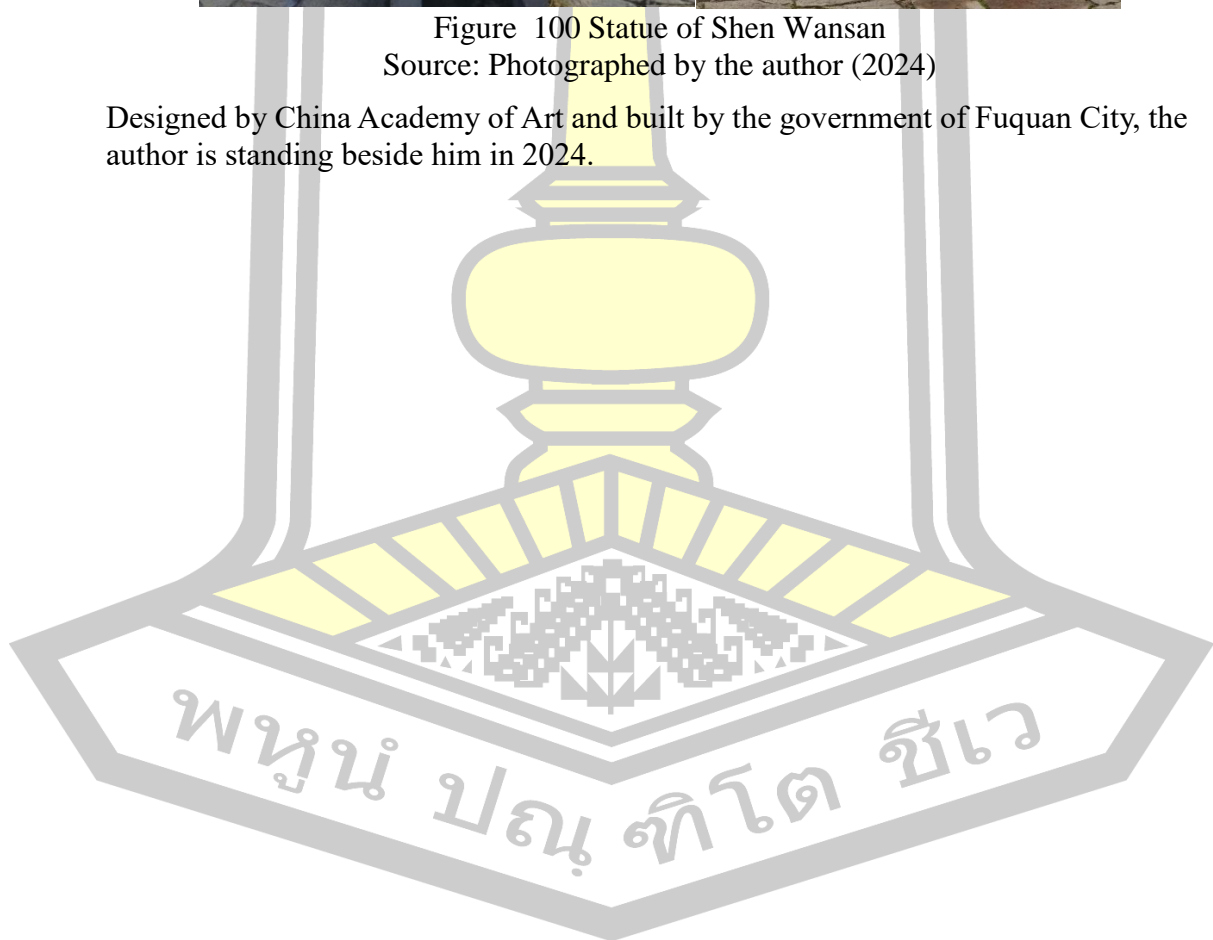 Figure  100 Statue of Shen Wansan
Source: Photographed by the author (2024)
Designed by China Academy of Art and built by the government of Fuquan City, the
author is standing beside him in 2024.
พหูนํ ปณฺฑิโต ชีเว